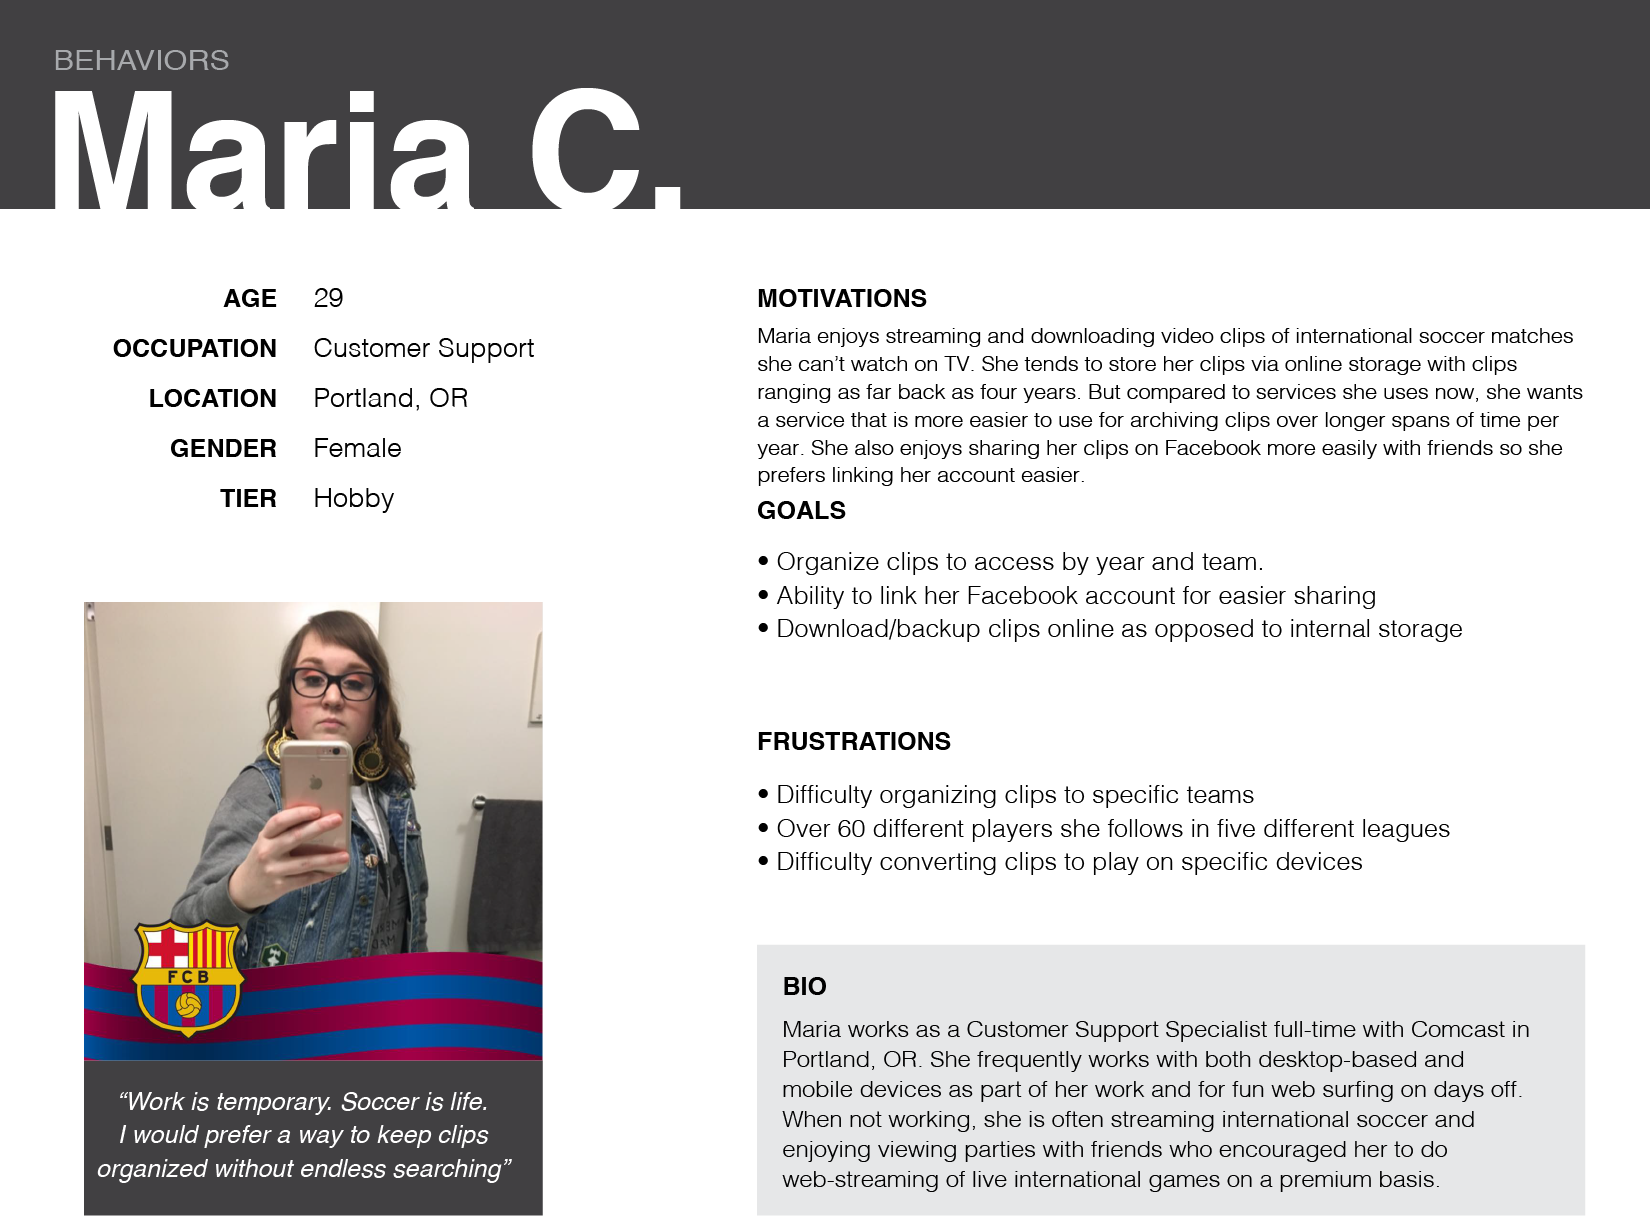 BEHAVIORS
Maria C.
AGE 29
OCCUPATION Customer Support
LOCATION Portland, OR
GENDER Female
TIER Hobby
FCB
“Work is temporary. Soccer is life.
I would prefer a way to keep clips
organized without endless searching”
MOTIVATIONS
Maria enjoys streaming and downloading video clips of international soccer matches
she can’t watch on TV. She tends to store her clips via online storage with clips
ranging as far back as four years. But compared to services she uses now, she wants
a service that is more easier to use for archiving clips over longer spans of time per
year. She also enjoys sharing her clips on Facebook more easily with friends so she
prefers linking her account easier.
GOALS
• Organize clips to access by year and team.
• Ability to link her Facebook account for easier sharing
• Download/backup clips online as opposed to internal storage
FRUSTRATIONS
• Difficulty organizing clips to specific teams
• Over 60 different players she follows in five different leagues
• Difficulty converting clips to play on specific devices
BIO
Maria works as a Customer Support Specialist full-time with Comcast in
Portland, OR. She frequently works with both desktop-based and
mobile devices as part of her work and for fun web surfing on days off.
When not working, she is often streaming international soccer and
enjoying viewing parties with friends who encouraged her to do
web-streaming of live international games on a premium basis.